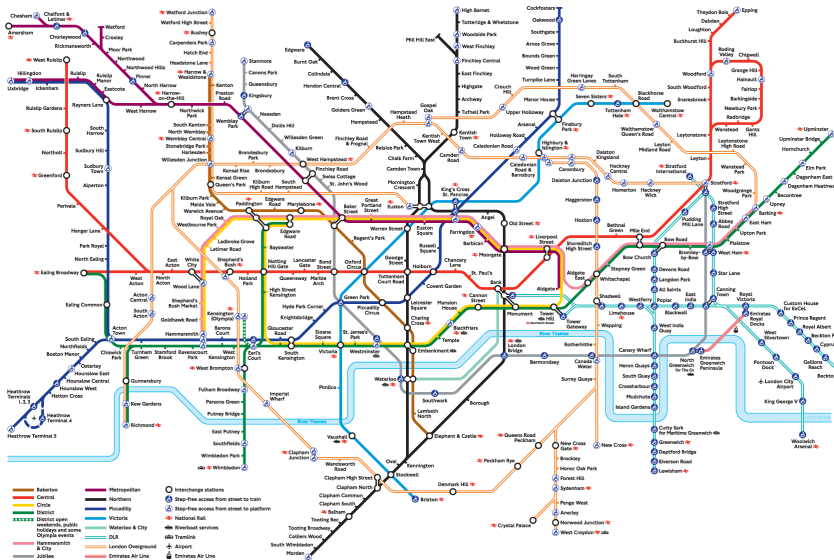 Chesham
Chalfont &
Latimer
Amersham
Chorleywood
Rickmansworth
Watford
Croxley
Moor Park
Northwood
Northwood Hills
Pinner
North Harrow
Harrow-
on-the-Hill
West Ruislip
Hillingdon
Uxbridge
Ickenham
Ruislip
Ruislip
Manor
Eastcote
Rayners Lane
West Harrow
Northwick
Park
Ruislip Gardens
South Ruislip
Northolt
Greenford
Perivale
Hanger Lane
South
Harrow
Sudbury Hill
Sudbury
Town
Alperton
Park Royal
North Ealing
Ealing Broadway
West
Acton
North
Acton
East
Acton
White
City
Ealing Common
South Ealing
Northfields
Boston Manor
Osterley
Hounslow East
Hounslow Central
Hounslow West
Hatton Cross
Heathrow
Terminals
1, 2, 3
Heathrow
Terminal 4
Heathrow Terminal 5
Acton
Town
Acton
Central
South
Acton
Chiswick
Park
Turnham
Green
Stamford
Brook
Ravenscourt
Park
Gunnersbury
Kew Gardens
Richmond
Watford Junction
Watford High Street
Bushey
Carpenders Park
Hatch End
Headstone Lane
Harrow &
Wealdstone
Kenton
Preston
Road
South Kenton
North Wembley
Wembley Central
Stonebridge Park
Harlesden
Willesden Junction
Kensal Rise
Kensal Green
Queen's Park
Brondesbury
Park
Brondesbury
Stanmore
Canons Park
Queensbury
Kingsbury
Wembley
Park
Neasden
Dollis Hill
Willesden Green
Kilburn
West Hampstead
Finchley Road
Swiss Cottage
St. John's Wood
Kilburn
High Road
South
Hampstead
Edgware
Burnt Oak
Colindale
Hendon Central
Brent Cross
Golders Green
Hampstead
Finchley Road
& Frognal
Hampstead
Heath
Belsize Park
Chalk Farm
Camden Town
Mornington
Crescent
Mill Hill East
High Barnet
Totteridge & Whetstone
Woodside Park
West Finchley
Finchley Central
East Finchley
Highgate
Archway
Tufnell Park
Gospel
Oak
Kentish
Town West
Kentish
Town
Camden
Road
Crouch
Hill
Upper Holloway
Cockfosters
Oakwood
Southgate
Arnos Grove
Bounds Green
Wood Green
Turnpike Lane
Manor House
Harringay
Green Lanes
South
Tottenham
Seven Sisters
Tottenham
Hale
Blackhorse
Road
Walthamstow
Central
Walthamstow
Queen's Road
Finsbury
Park
Arsenal
Holloway Road
Caledonian Road
Caledonian
Road &
Barnsbury
Highbury &
Islington
Canonbury
Dalston
Kingsland
Dalston Junction
Haggerston
Hoxton
Shoreditch
High Street
Hackney
Central
Homerton
Hackney
Wick
Leyton
Midland Road
Leytonstone
High Road
Wanstead
Park
Woodgrange
Park
Theydon Bois
Epping
Debden
Loughton
Buckhurst Hill
Roding
Valley
Chigwell
Grange Hill
Hainault
Fairlop
Barkingside
Newbury
Park
Redbridge
Gants
Hill
Wanstead
Woodford
South Woodford
Snaresbrook
Leytonstone
Leyton
Stratford
International
Stratford
Stratford
High
Street
Abbey
Road
Pudding
Mill Lane
Upminster
Upminster Bridge
Hornchurch
Elm Park
Dagenham East
Dagenham Heathway
Becontree
Upney
Barking
East Ham
Upton Park
Plaistow
West Ham
Bromley-
by-Bow
Bow Road
Mile End
Bethnal
Green
Bow Church
Stepney Green
Whitechapel
Kilburn Park
Maida Vale
Warwick Avenue
Royal Oak
Westbourne Park
Ladbroke Grove
Latimer Road
Shepherd's
Bush
Wood Lane
Shepherd's
Bush Market
Goldhawk Road
Hammersmith
Holland
Park
Notting
Hill Gate
Queensway
Lancaster
Gate
Marble
Arch
Bond
Street
Oxford
Circus
Tottenham
Court Road
Holborn
Chancery
Lane
St. Paul's
Bank
Paddington
Edgware
Road
Marylebone
Edgware
Road
Bayswater
Baker
Street
Regent's Park
Great
Portland
Street
Warren Street
Euston
Euston
Square
King's Cross
St. Pancras
Russell
Square
Goodge
Street
Farringdon
Barbican
Moorgate
Angel
Old Street
Liverpool
Street
Aldgate
East
Aldgate
High Street
Kensington
Kensington
(Olympia)
Barons
Court
West
Kensington
Earl's
Court
Gloucester
Road
South
Kensington
Hyde Park Corner
Knightsbridge
Sloane
Square
Victoria
Green Park
St. James's
Park
Westminster
Piccadilly
Circus
Leicester
Square
Covent Garden
Charing
Cross
Embankment
Temple
Blackfriars
Mansion
House
Cannon
Street
Monument
Tower
Hill
Fenchurch Street
Tower
Gateway
London
Bridge
Bermondsey
Canada
Water
Rotherhithe
Wapping
Shadwell
Surrey Quays
Limehouse
Westferry
Poplar
Blackwall
East
India
Devons Road
Langdon Park
All Saints
West India
Quay
Canary Wharf
Heron Quays
South Quay
Crossharbour
Mudchute
Island Gardens
Cutty Sark
for Maritime Greenwich
Greenwich
Deptford Bridge
Elverson Road
Lewisham
Star Lane
Canning
Town
Royal
Victoria
Custom House
for ExCeL
Prince Regent
Royal Albert
Gallions
Reach
Emirates
Royal Docks
Emirates
Greenwich
Peninsula
North
Greenwich
for The O2
West
Silvertown
Pontoon
Dock
London City
Airport
King George V
Woolwich
Arsenal
West Brompton
Fulham Broadway
Parsons Green
Putney Bridge
East Putney
Southfields
Wimbledon Park
Wimbledon
Imperial
Wharf
Clapham
Junction
Pimlico
Vauxhall
Wandsworth
Road
Waterloo
Southwark
Lambeth
North
Elephant & Castle
Borough
Kennington
Oval
Stockwell
Clapham High Street
Clapham North
Clapham Common
Clapham South
Balham
Tooting Bec
Tooting Broadway
Colliers Wood
South Wimbledon
Morden
Brixton
Denmark Hill
Queens Road
Peckham
Peckham Rye
New Cross
Gate
New Cross
Brockley
Honor Oak Park
Forest Hill
Sydenham
Penge West
Anerley
Norwood Junction
West Croydon
Crystal Palace
River Thames
River Thames
Bakerloo
Central
Circle
District
District open
weekends, public
holidays and some
Olympia events
Hammersmith
& City
Jubilee
Metropolitan
Northern
Piccadilly
Victoria
Waterloo & City
DLR
London Overground
Emirates Air Line
Interchange stations
Step-free access from street to train
Step-free access from street to platform
National Rail
Riverboat services
Tramlink
Airport
Emirates Air Line